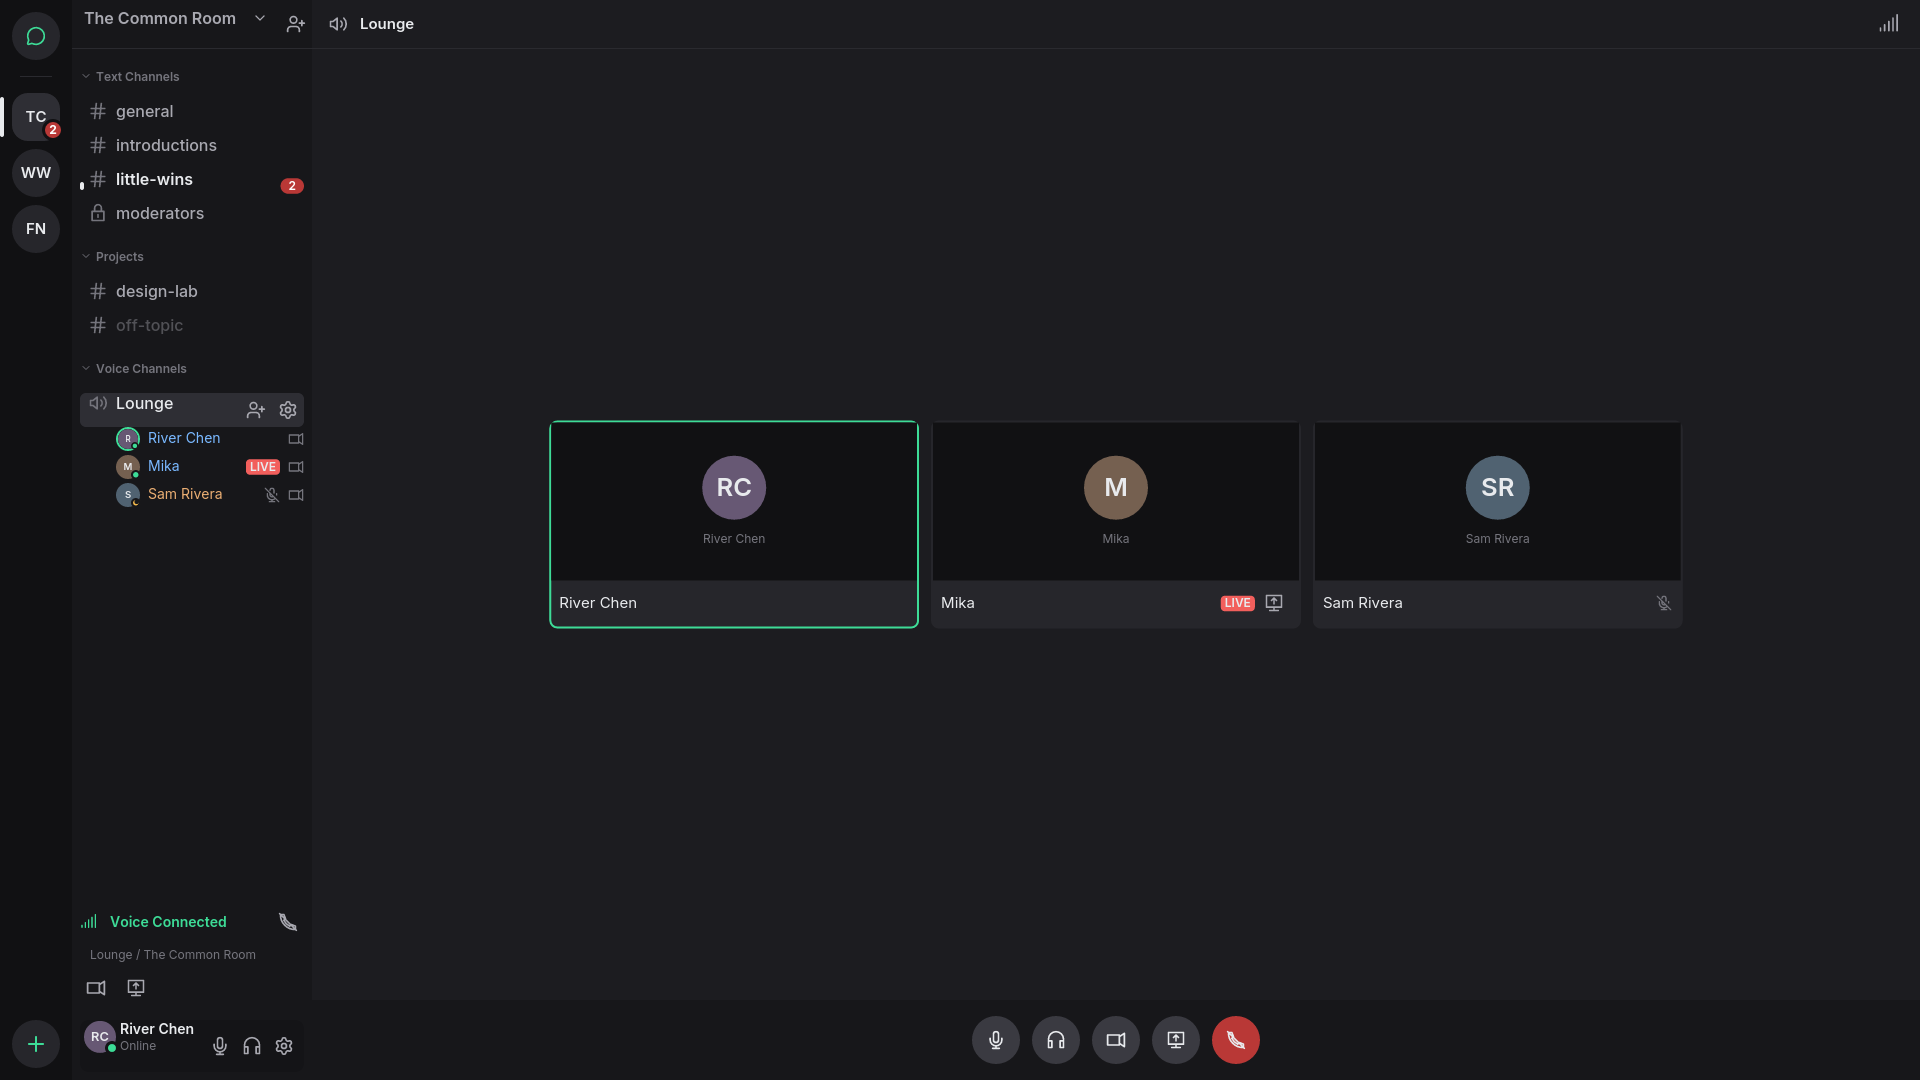 TC
2
WW
FN
The Common Room
Text Channels
general
introductions
little-wins
2
moderators
Projects
design-lab
off-topic
Voice Channels
Lounge
R
River Chen
M
Mika
LIVE
S
Sam Rivera
Voice Connected
Lounge / The Common Room
RC
River Chen
Online
Lounge
RC
River Chen
River Chen
M
Mika
Mika
LIVE
SR
Sam Rivera
Sam Rivera